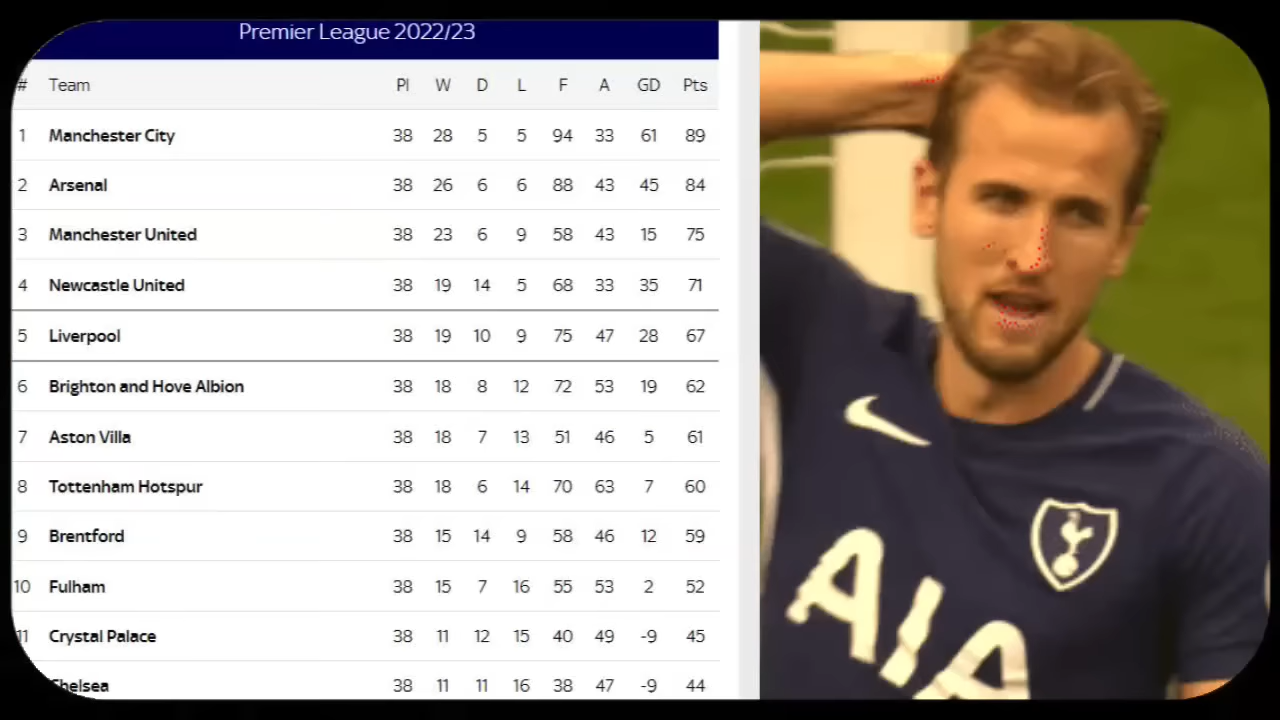 Premier League 2022/23
# Team Pl W D L F A GD Pts
1 Manchester City 38 28 5 5 94 33 61 89
2 Arsenal 38 26 6 6 88 43 45 84
3 Manchester United 38 23 6 9 58 43 15 75
4 Newcastle United 38 19 14 5 68 33 35 71
5 Liverpool 38 19 10 9 75 47 28 67
6 Brighton and Hove Albion 38 18 8 12 72 53 19 62
7 Aston Villa 38 18 7 13 51 46 5 61
8 Tottenham Hotspur 38 18 6 14 70 63 7 60
9 Brentford 38 15 14 9 58 46 12 59
10 Fulham 38 15 7 16 55 53 2 52
11 Crystal Palace 38 11 12 15 40 49 -9 45
Chelsea 38 11 11 16 38 47 -9 44
AIA